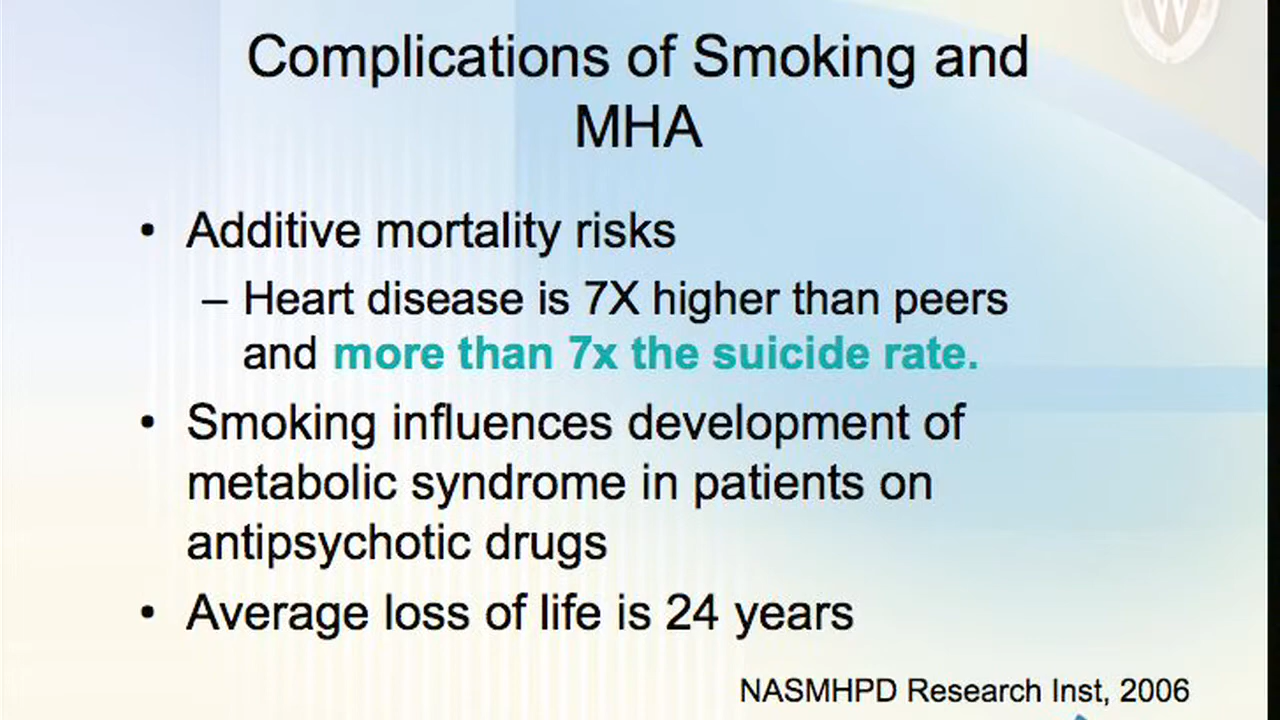 Complications of Smoking and
MHA
• Additive mortality risks
– Heart disease is 7X higher than peers
and more than 7x the suicide rate.
• Smoking influences development of
metabolic syndrome in patients on
antipsychotic drugs
• Average loss of life is 24 years
NASMHPD Research Inst, 2006
W